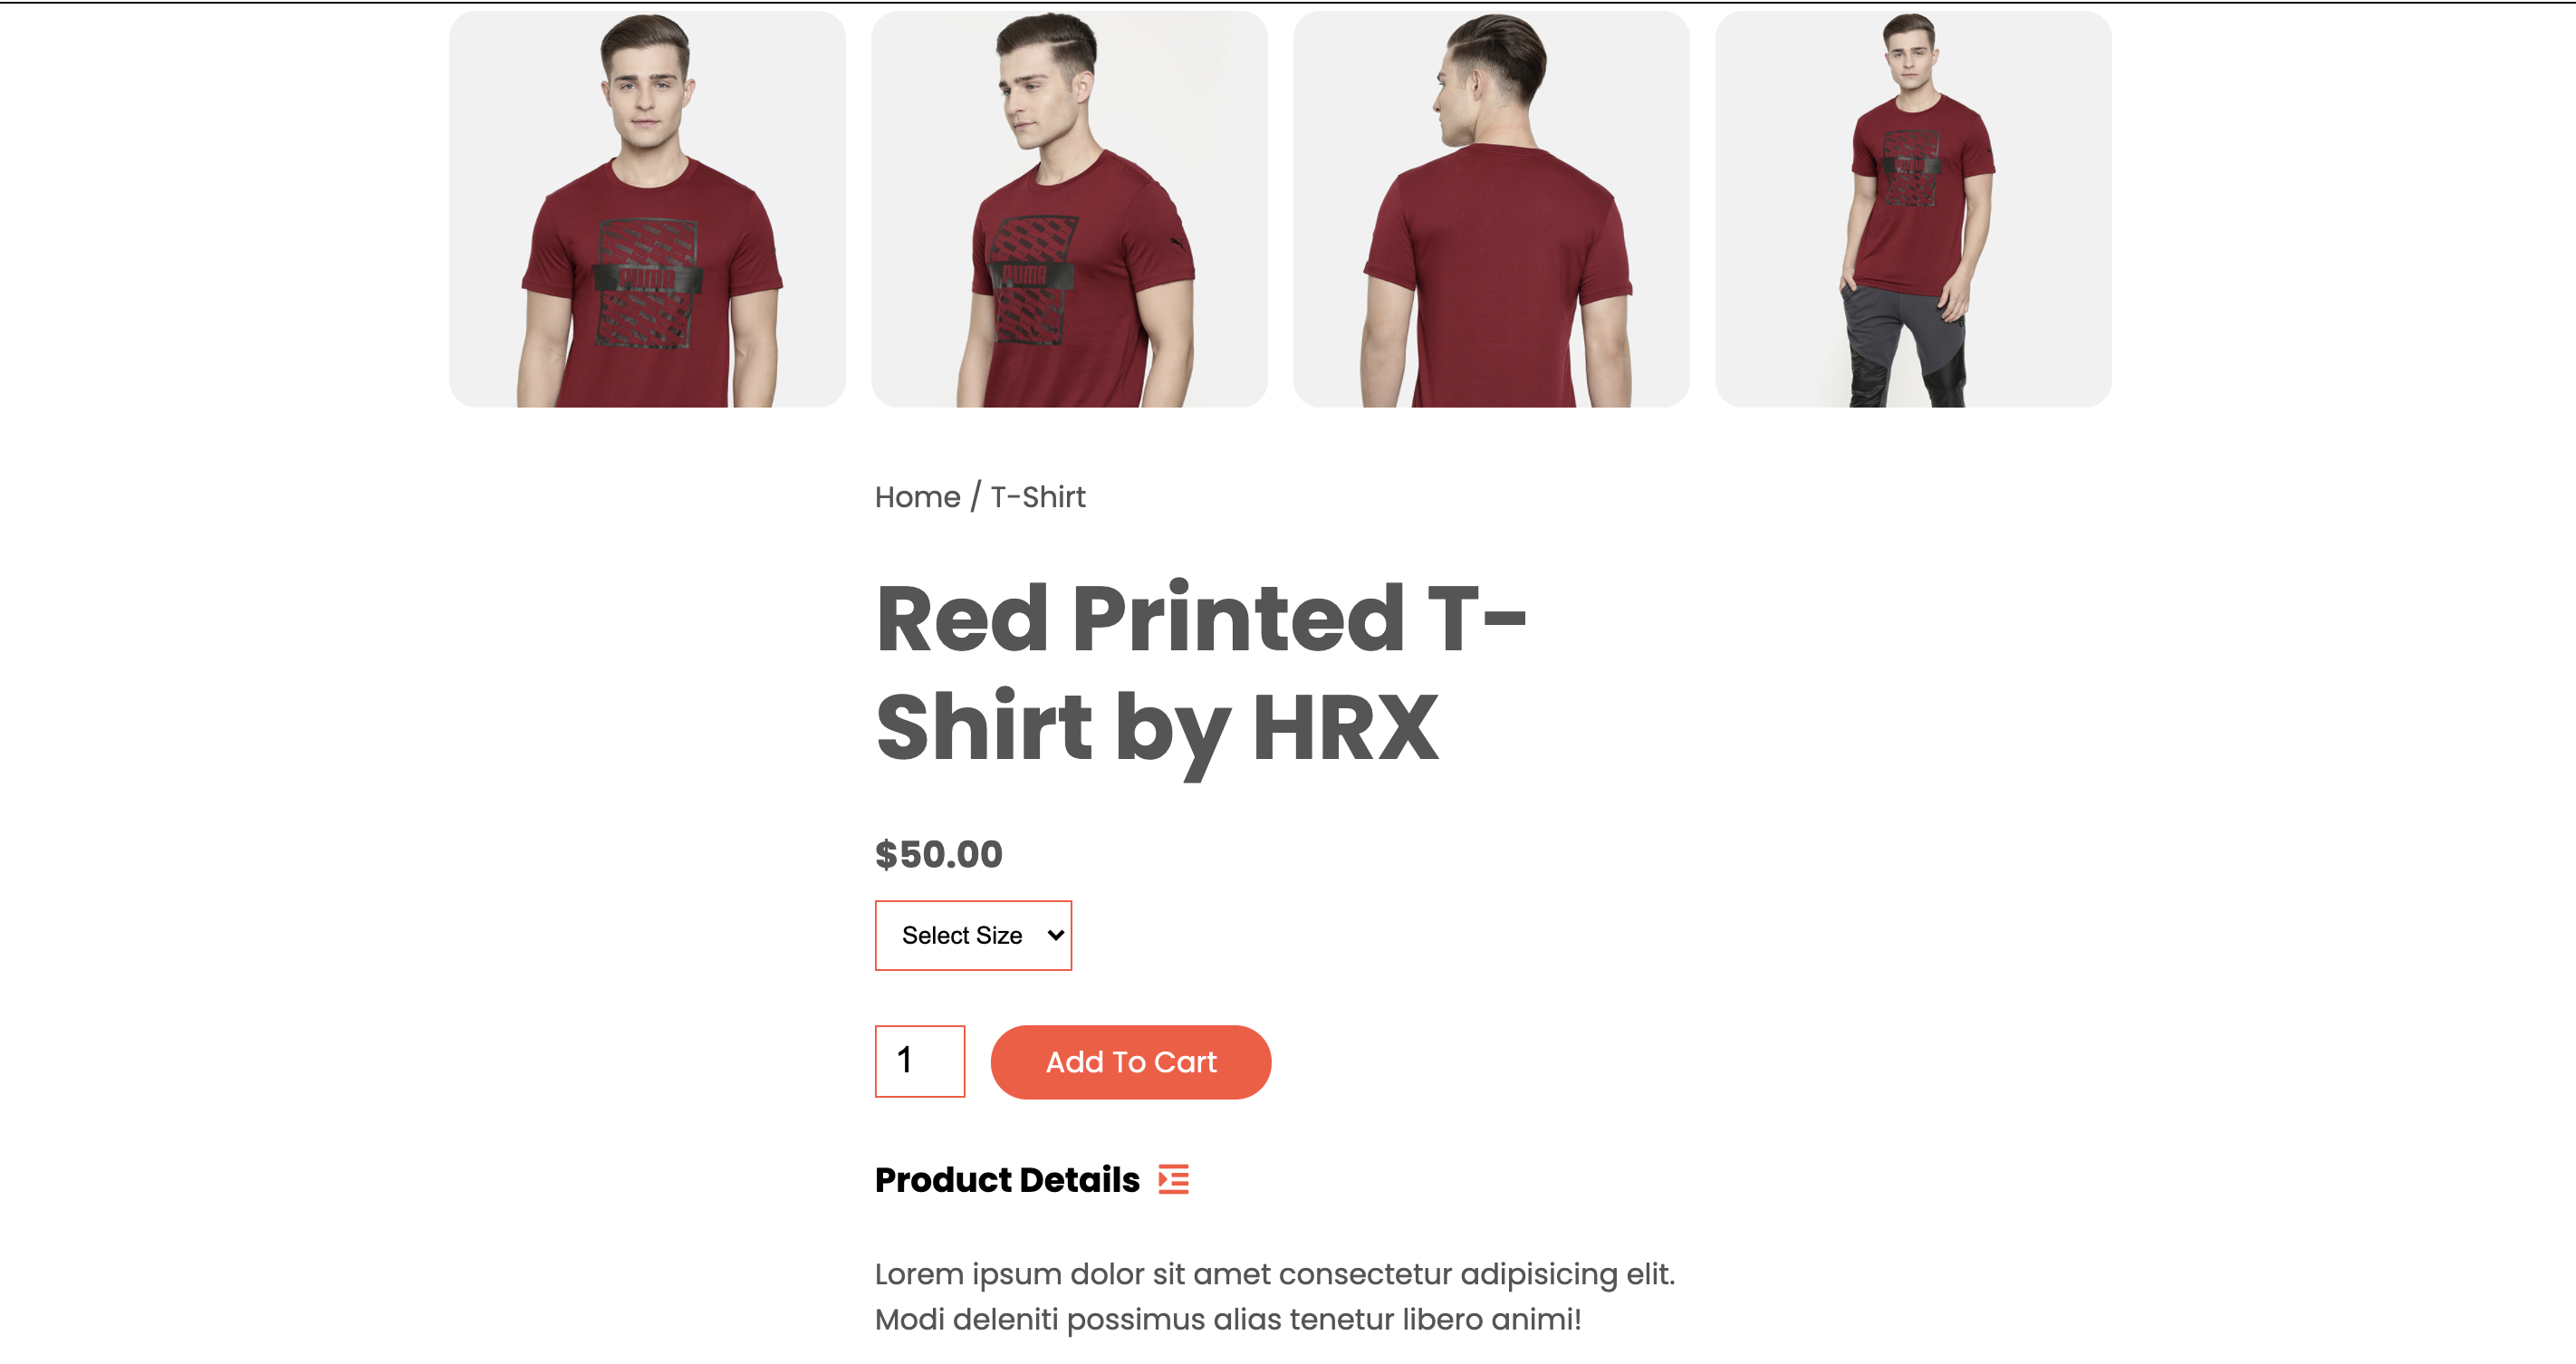 PUMA
PUMA
PUMA
Home / T-Shirt
Red Printed T-
Shirt by HRX
$50.00
Select Size
1
Add To Cart
Product Details
Lorem ipsum dolor sit amet consectetur adipisicing elit.
Modi deleniti possimus alias tenetur libero animi!